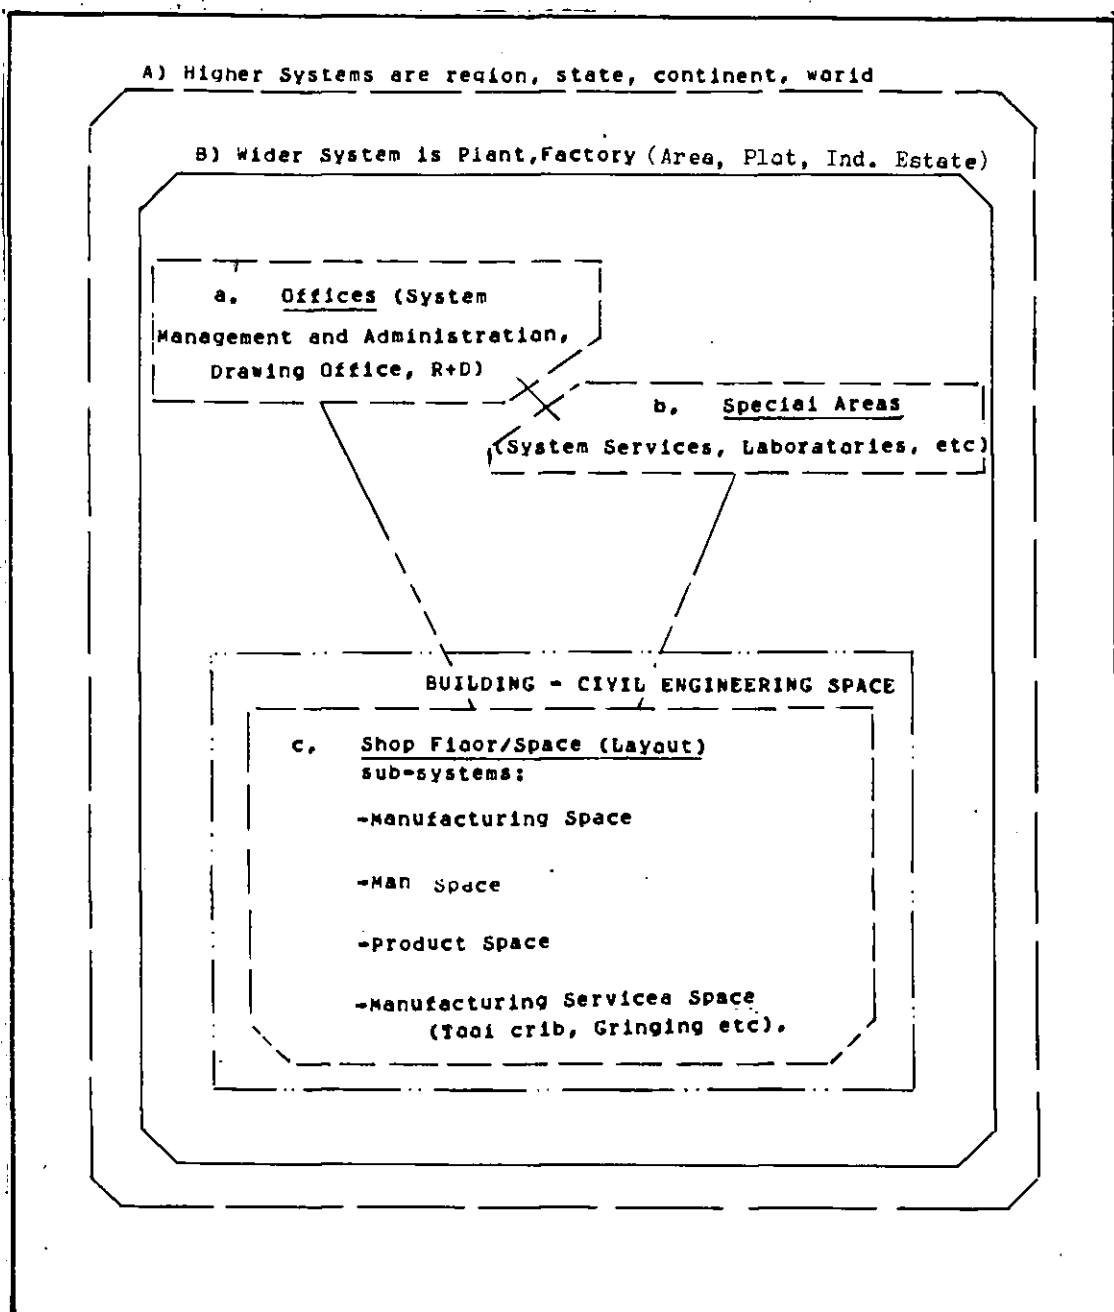 A) Higher Systems are region, state, continent, world
B) Wider System is Plant,Factory (Area, Plot, Ind. Estate)
a. Offices (System
Management and Administration,
Drawing Office, R+D)
b. Special Areas
(System Services, Laboratories, etc)
BUILDING - CIVIL ENGINEERING SPACE
c. Shop Floor/Space (Layout)
sub-systems:
-Manufacturing Space
-Man Space
-Product Space
-Manufacturing Servicea Space
(Tool crib, Gringing etc).